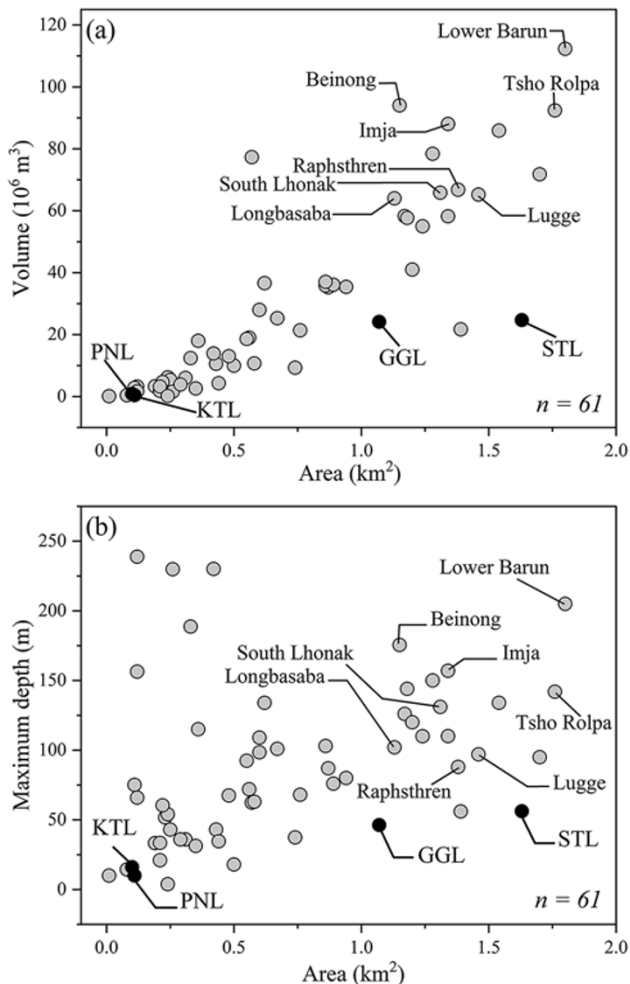 (a)
120
100
80
60
40
20
0
Volume (10⁶ m³)
Lower Barun
Beinong
Tsho Rolpa
Imja
Raphsthren
South Lhonak
Longbasaba
Lugge
PNL
KTL
GGL
STL
n = 61
0.0 0.5 1.0 1.5 2.0
Area (km²)
(b)
250
200
150
100
50
0
Maximum depth (m)
Lower Barun
Beinong
South Lhonak
Imja
Longbasaba
Tsho Rolpa
Raphsthren
Lugge
KTL
PNL
GGL
STL
n = 61
0.0 0.5 1.0 1.5 2.0
Area (km²)